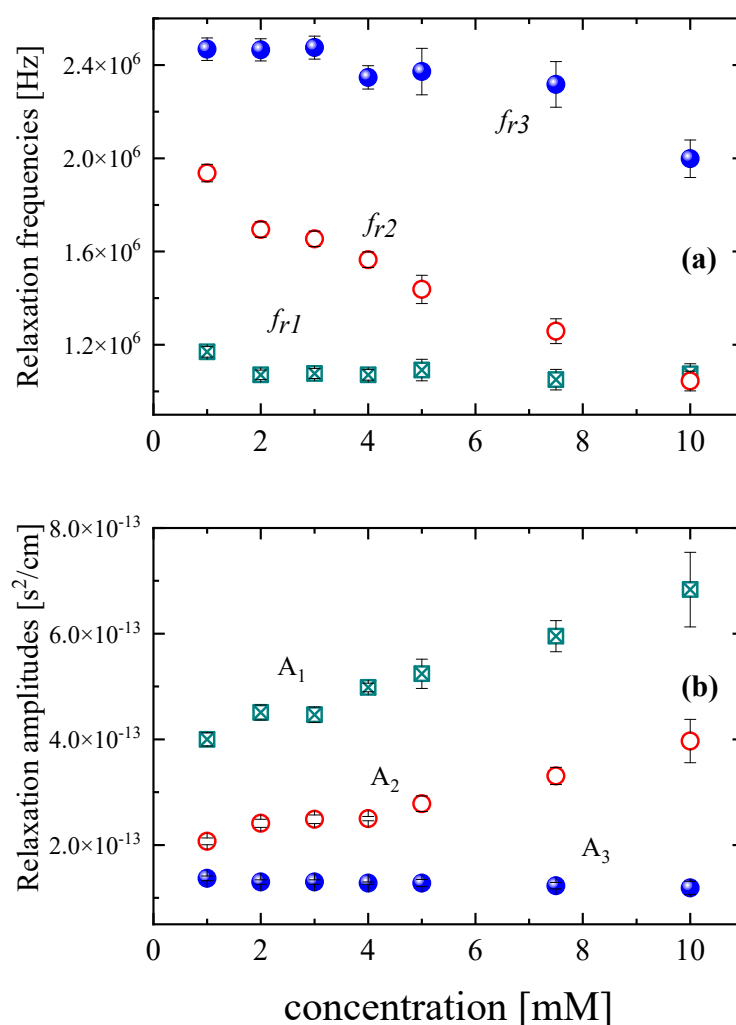 Relaxation frequencies [Hz]
2.4×10⁶
2.0×10⁶
1.6×10⁶
1.2×10⁶
fr3
fr2
fr1
(a)
0 2 4 6 8 10
Relaxation amplitudes [s²/cm]
8.0×10⁻¹³
6.0×10⁻¹³
4.0×10⁻¹³
2.0×10⁻¹³
A₁
A₂
A₃
(b)
0 2 4 6 8 10
concentration [mM]